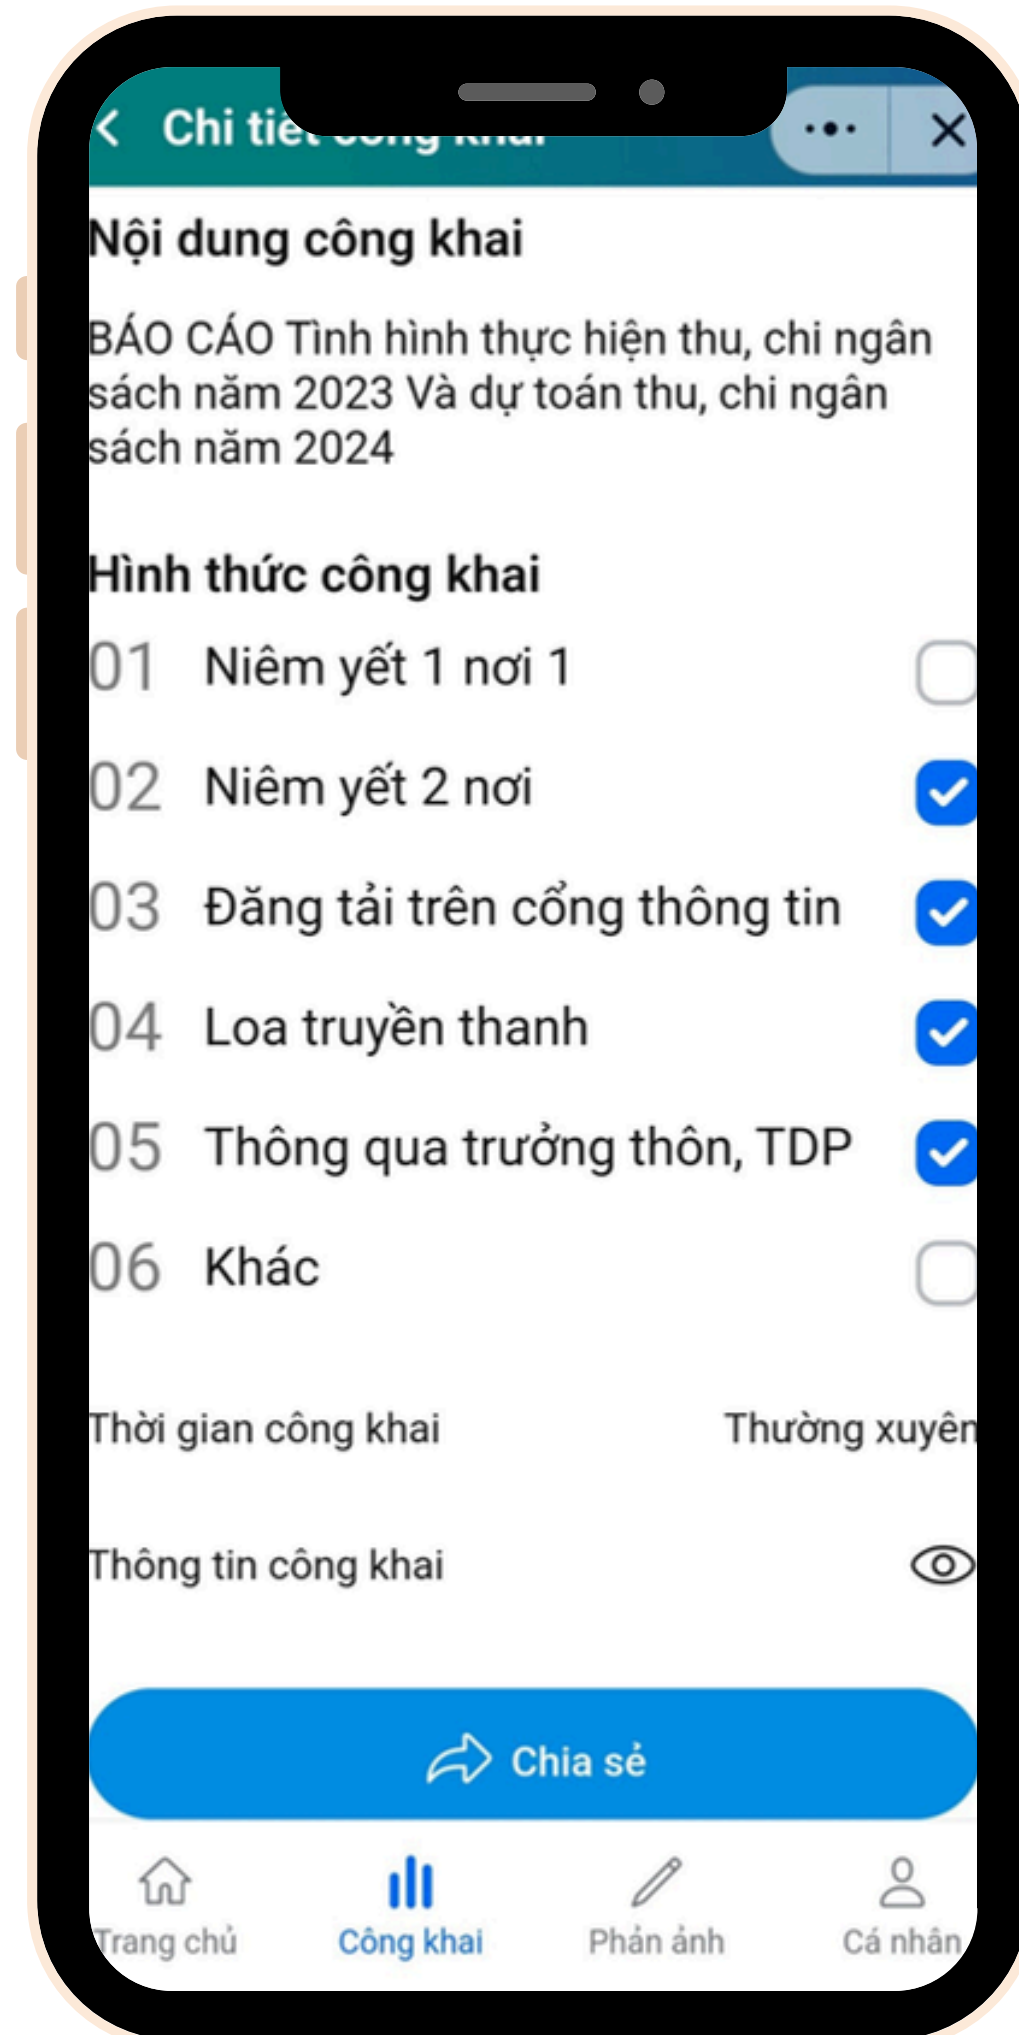 Chi tiết công khai
Nội dung công khai
BÁO CÁO Tình hình thực hiện thu, chi ngân
sách năm 2023 Và dự toán thu, chi ngân
sách năm 2024
Hình thức công khai
01 Niêm yết 1 nơi 1
02 Niêm yết 2 nơi
03 Đăng tải trên cổng thông tin
04 Loa truyền thanh
05 Thông qua trưởng thôn, TDP
06 Khác
Thời gian công khai Thường xuyên
Thông tin công khai
Chia sẻ
Trang chủ Công khai Phản ánh Cá nhân